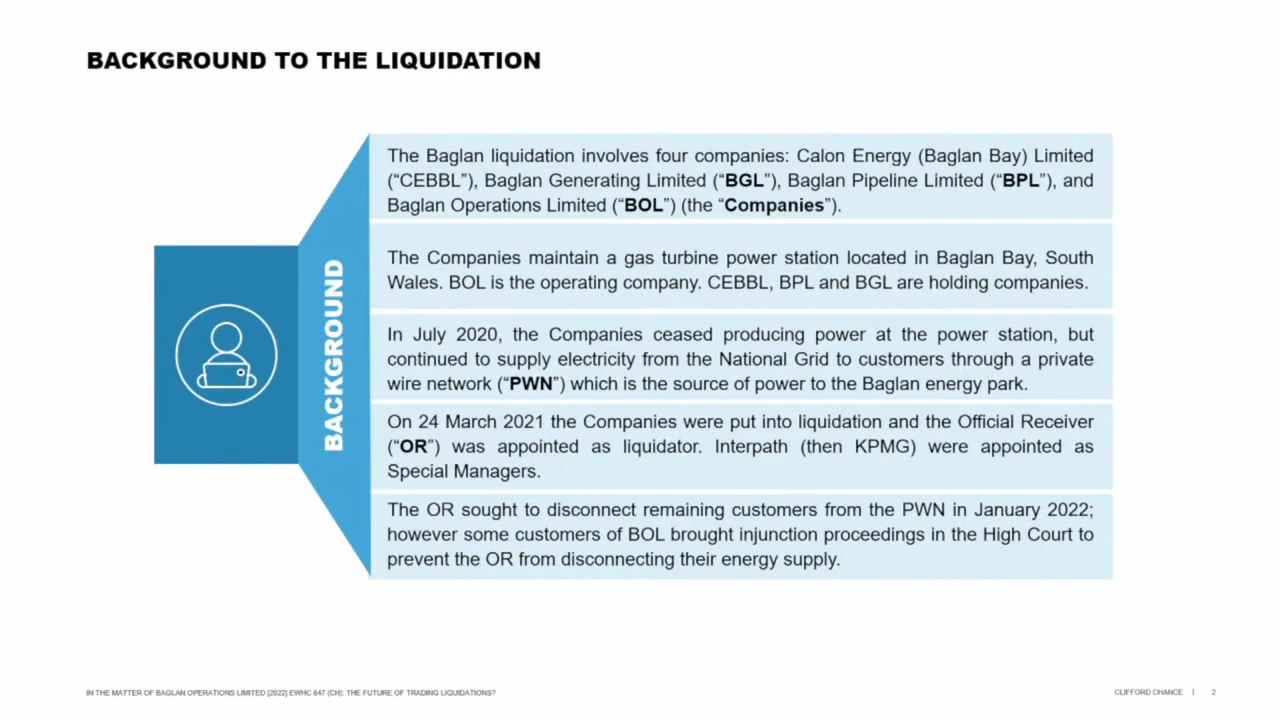 BACKGROUND TO THE LIQUIDATION
BACKGROUND
The Baglan liquidation involves four companies: Calon Energy (Baglan Bay) Limited
(“CEBBL”), Baglan Generating Limited (“BGL”), Baglan Pipeline Limited (“BPL”), and
Baglan Operations Limited (“BOL”) (the “Companies”).
The Companies maintain a gas turbine power station located in Baglan Bay, South
Wales. BOL is the operating company. CEBBL, BPL and BGL are holding companies.
In July 2020, the Companies ceased producing power at the power station, but
continued to supply electricity from the National Grid to customers through a private
wire network (“PWN”) which is the source of power to the Baglan energy park.
On 24 March 2021 the Companies were put into liquidation and the Official Receiver
(“OR”) was appointed as liquidator. Interpath (then KPMG) were appointed as
Special Managers.
The OR sought to disconnect remaining customers from the PWN in January 2022;
however some customers of BOL brought injunction proceedings in the High Court to
prevent the OR from disconnecting their energy supply.
IN THE MATTER OF BAGLAN OPERATIONS LIMITED [2022] EWHC 647 (CH): THE FUTURE OF TRADING LIQUIDATIONS?
CLIFFORD CHANCE | 2